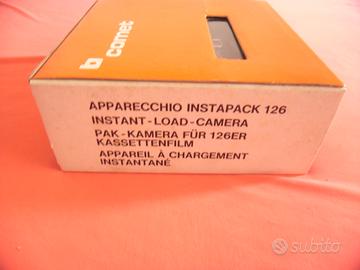 b comet
APPARECCHIO INSTAPACK 126
INSTANT-LOAD-CAMERA
PAK-KAMERA FÜR 126ER
KASSETTENFILM
APPAREIL À CHARGEMENT
INSTANTANÉ
subito